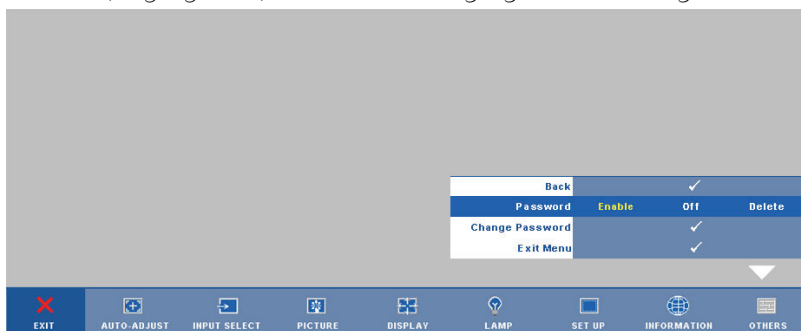 Back
Password Enable Off Delete
Change Password
Exit Menu
EXIT AUTO-ADJUST INPUT SELECT PICTURE DISPLAY LAMP SET UP INFORMATION OTHERS